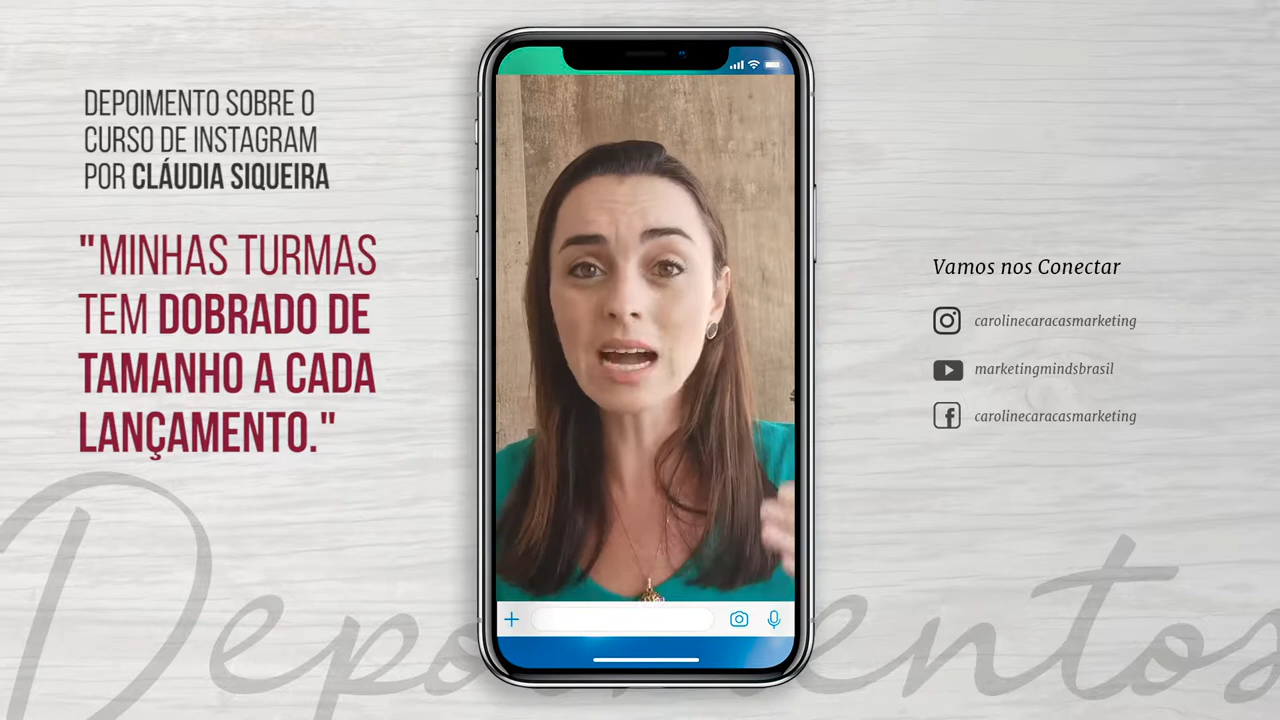 DEPOIMENTO SOBRE O
CURSO DE INSTAGRAM
POR CLÁUDIA SIQUEIRA
"MINHAS TURMAS
TEM DOBRADO DE
TAMANHO A CADA
LANÇAMENTO."
Vamos nos Conectar
carolinecaracasmarketing
marketingmindsbrasil
carolinecaracasmarketing
Depoimentos